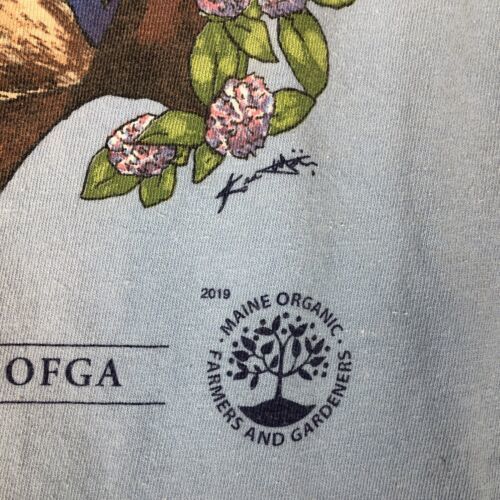 2019
· MAINE ORGANIC ·
FARMERS AND GARDENERS
OFGA